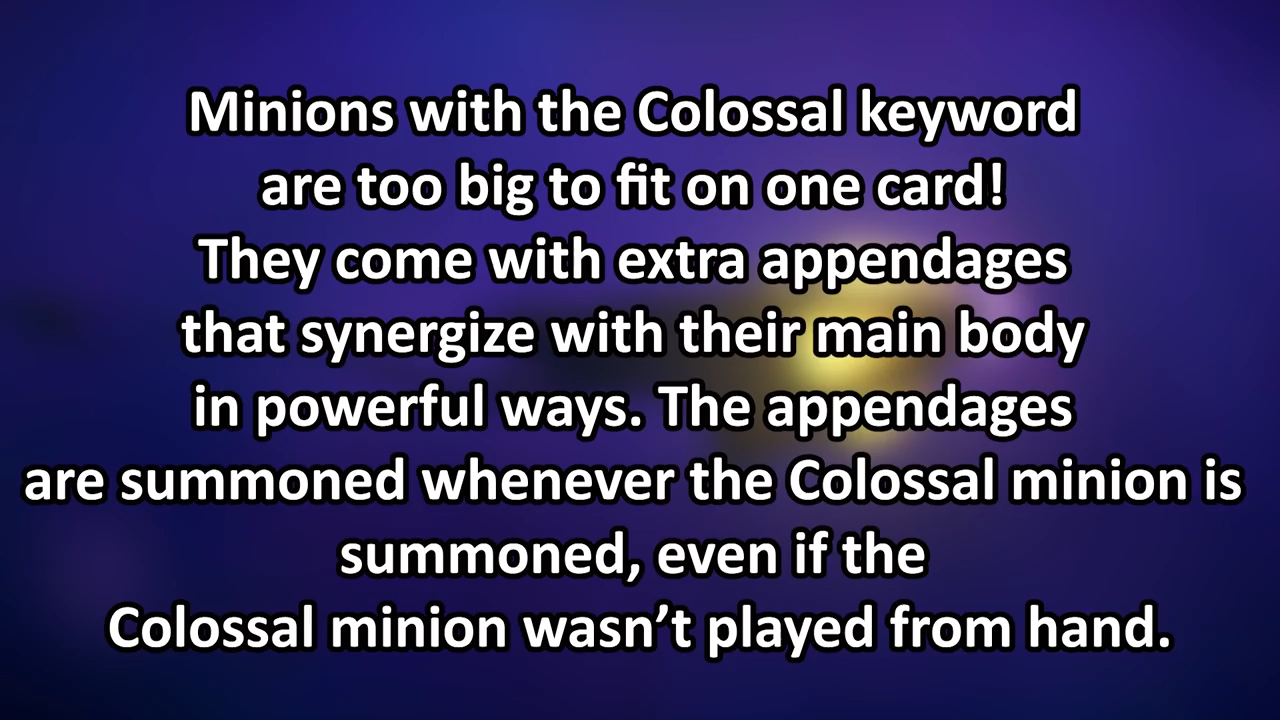 Minions with the Colossal keyword
are too big to fit on one card!
They come with extra appendages
that synergize with their main body
in powerful ways. The appendages
are summoned whenever the Colossal minion is
summoned, even if the
Colossal minion wasn’t played from hand.